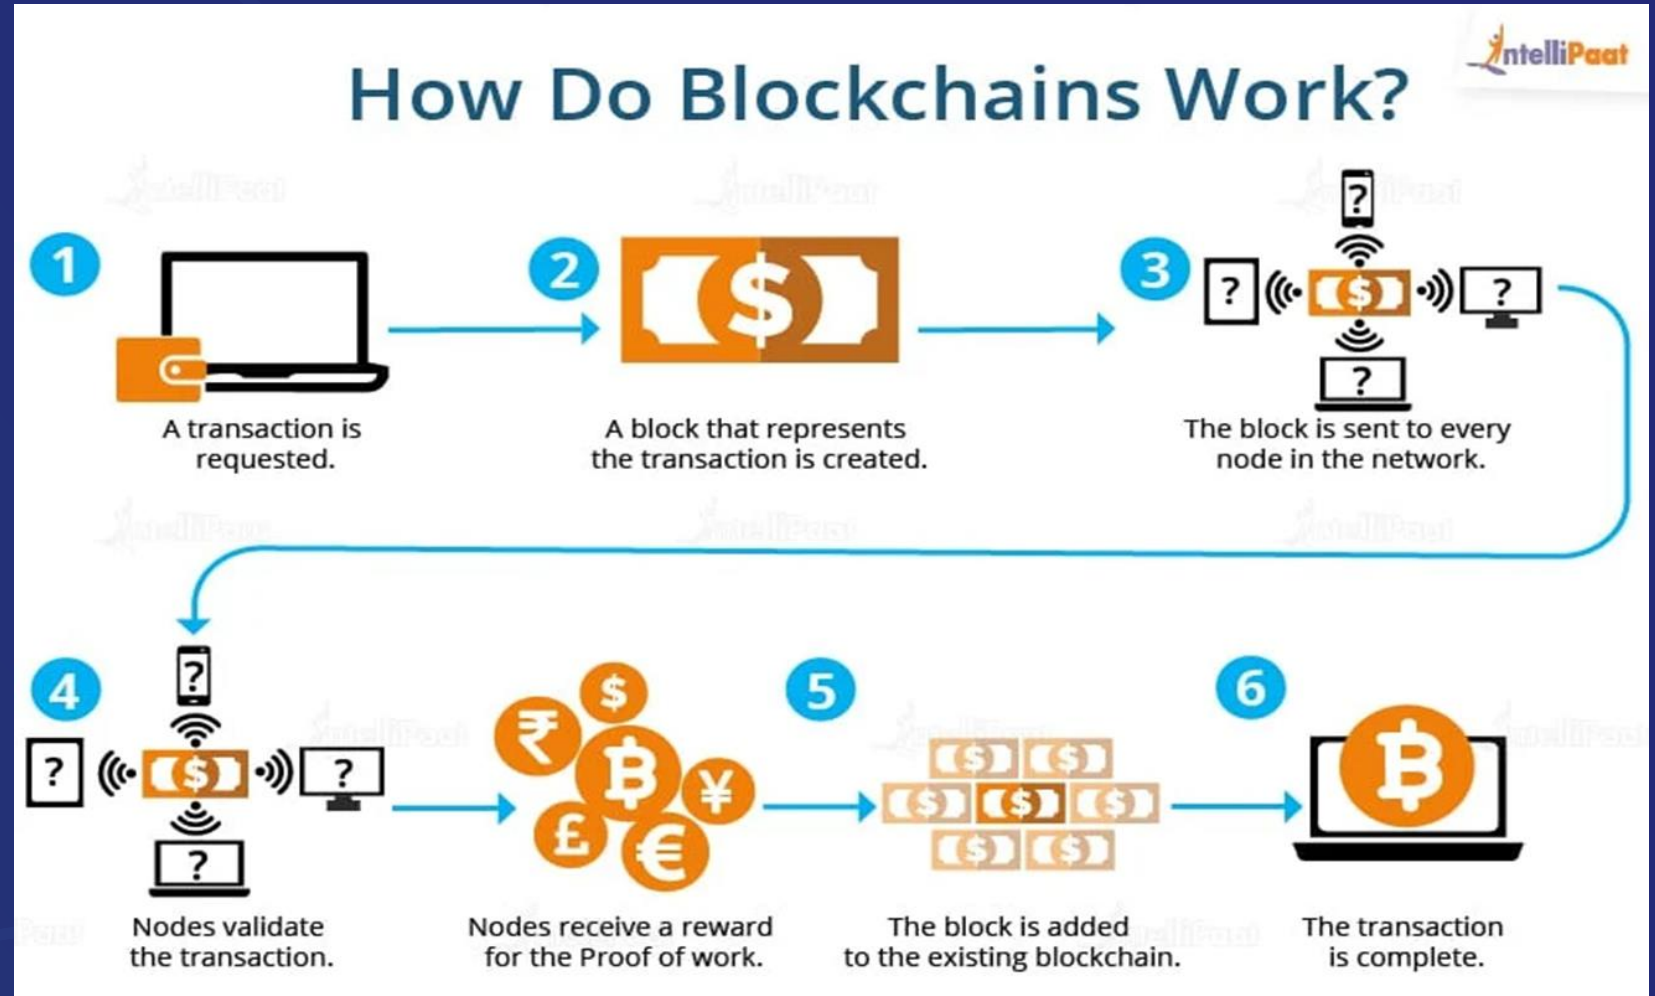 IntelliPaat
How Do Blockchains Work?
1
2
3
$
?
?
$
?
?
A transaction is
requested.
A block that represents
the transaction is created.
The block is sent to every
node in the network.
4
5
6
?
?
$
?
?
₹
$
B
¥
£
€
$
$
$
$
$
$
$
B
Nodes validate
the transaction.
Nodes receive a reward
for the Proof of work.
The block is added
to the existing blockchain.
The transaction
is complete.